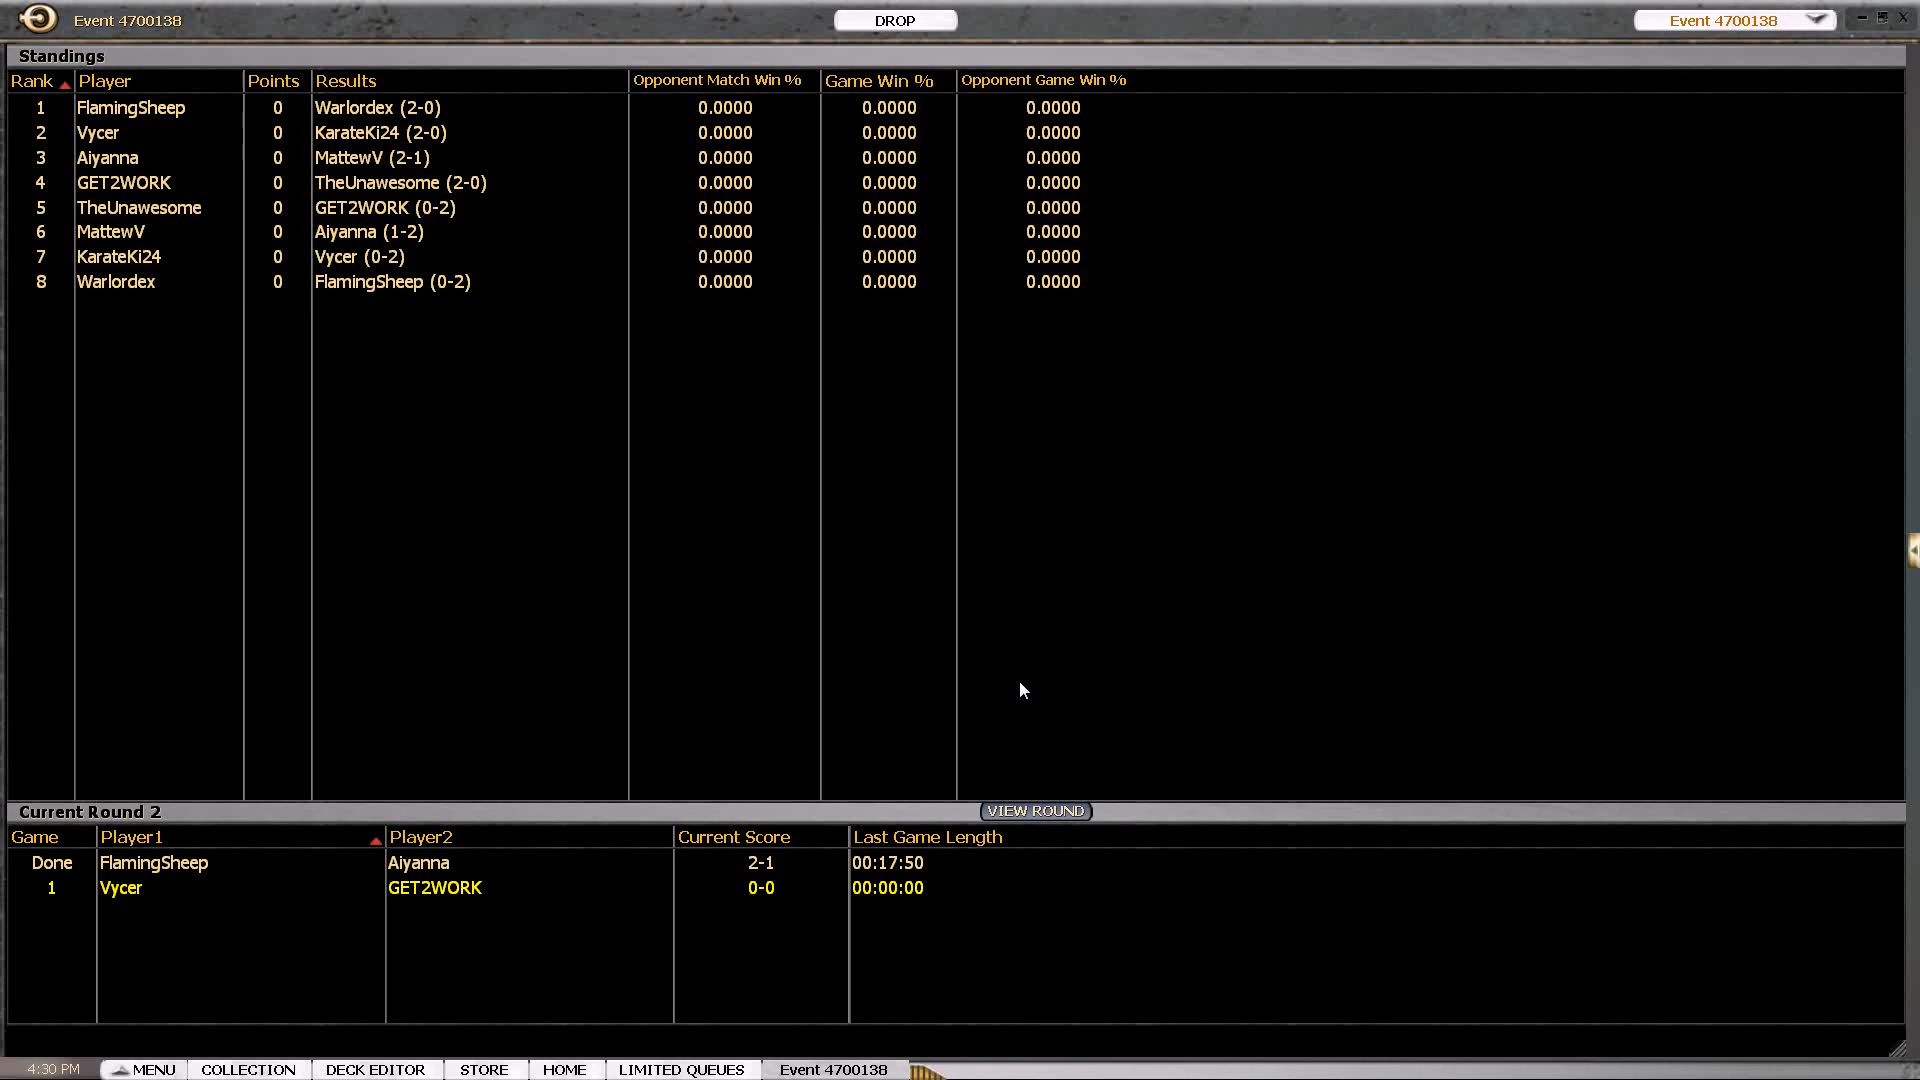 Event 4700138 DROP Event 4700138
Standings
Rank Player Points Results Opponent Match Win % Game Win % Opponent Game Win %
1 FlamingSheep 0 Warlordex (2-0) 0.0000 0.0000 0.0000
2 Vycer 0 KarateKi24 (2-0) 0.0000 0.0000 0.0000
3 Aiyanna 0 MattewV (2-1) 0.0000 0.0000 0.0000
4 GET2WORK 0 TheUnawesome (2-0) 0.0000 0.0000 0.0000
5 TheUnawesome 0 GET2WORK (0-2) 0.0000 0.0000 0.0000
6 MattewV 0 Aiyanna (1-2) 0.0000 0.0000 0.0000
7 KarateKi24 0 Vycer (0-2) 0.0000 0.0000 0.0000
8 Warlordex 0 FlamingSheep (0-2) 0.0000 0.0000 0.0000
Current Round 2 VIEW ROUND
Game Player1 Player2 Current Score Last Game Length
Done FlamingSheep Aiyanna 2-1 00:17:50
1 Vycer GET2WORK 0-0 00:00:00
4:30 PM MENU COLLECTION DECK EDITOR STORE HOME LIMITED QUEUES Event 4700138